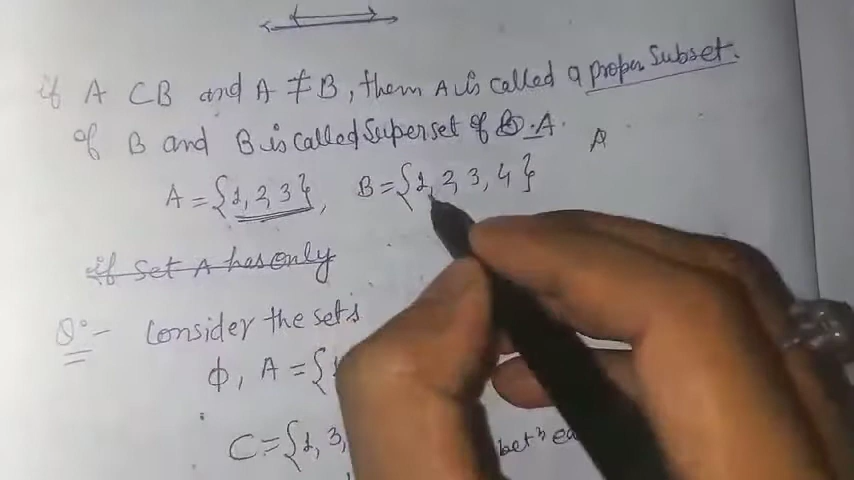 if A ⊂ B and A ≠ B, then A is called a proper subset.
of B and B is called superset of A. A
A = {1, 2, 3}, B = {1, 2, 3, 4}
if set A has only
Q:- Consider the sets
φ, A = {
C = {1, 3,